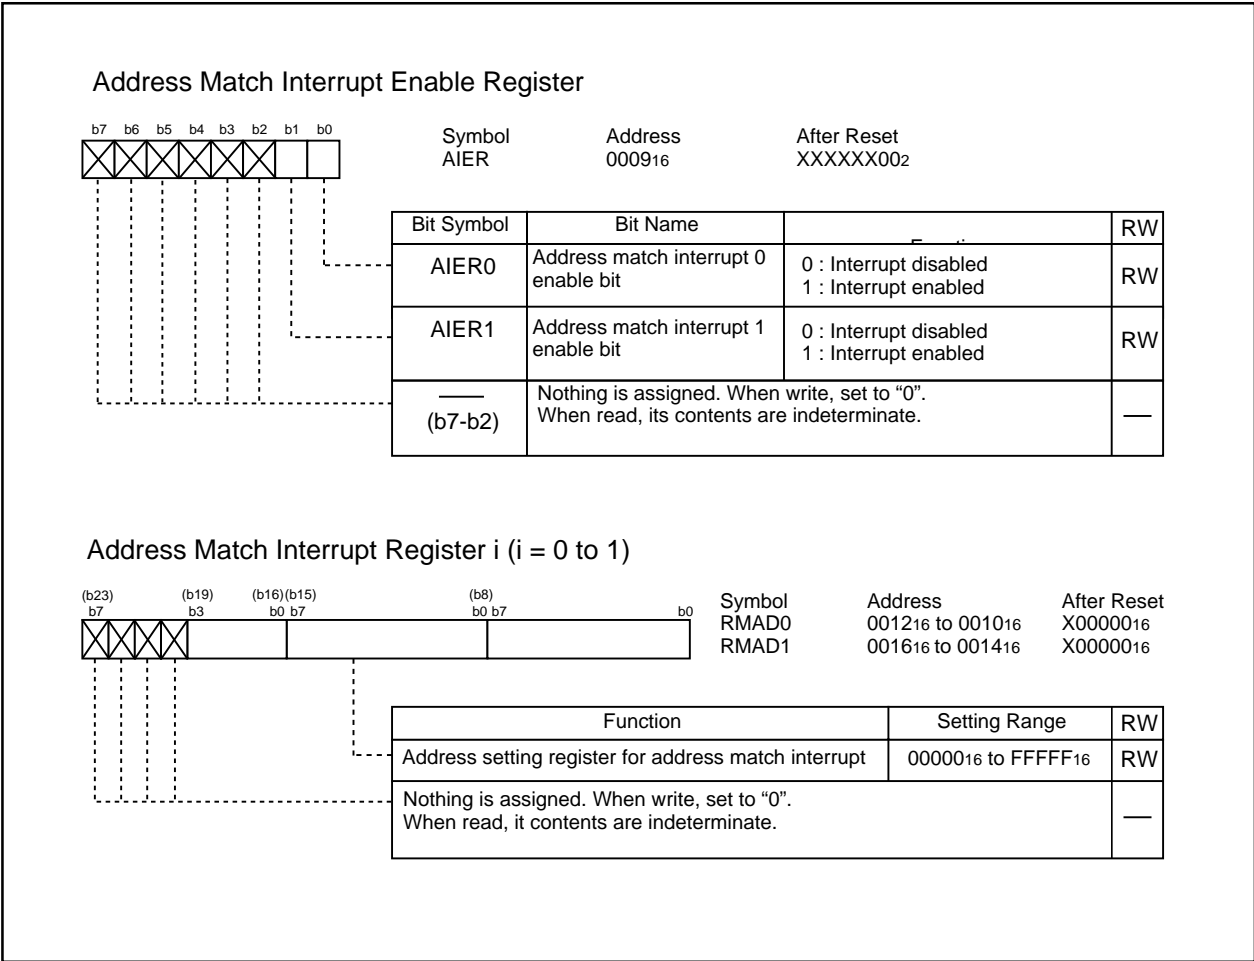 Address Match Interrupt Enable Register
b7 b6 b5 b4 b3 b2 b1 b0
Symbol Address After Reset
AIER 000916 XXXXXX002
Bit Symbol Bit Name RW
AIER0 Address match interrupt 0 enable bit 0 : Interrupt disabled 1 : Interrupt enabled RW
AIER1 Address match interrupt 1 enable bit 0 : Interrupt disabled 1 : Interrupt enabled RW
(b7-b2) Nothing is assigned. When write, set to “0”.
When read, its contents are indeterminate. —
Address Match Interrupt Register i (i = 0 to 1)
(b23) (b19) (b16)(b15) (b8)
b7 b3 b0 b7 b0 b7 b0
Symbol Address After Reset
RMAD0 001216 to 001016 X0000016
RMAD1 001616 to 001416 X0000016
Function Setting Range RW
Address setting register for address match interrupt 0000016 to FFFFF16 RW
Nothing is assigned. When write, set to “0”.
When read, it contents are indeterminate. —